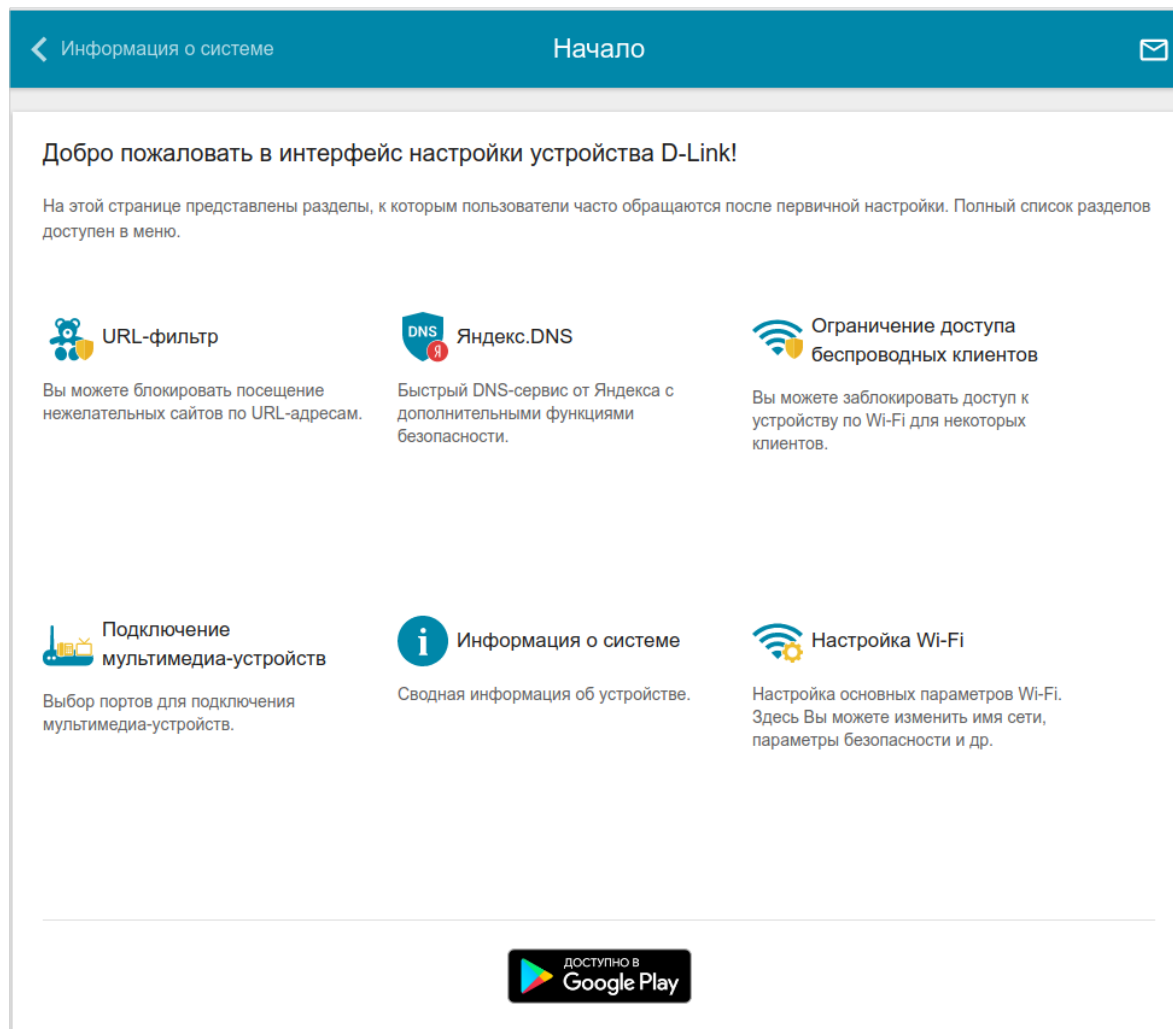 Информация о системе
Начало
Добро пожаловать в интерфейс настройки устройства D-Link!
На этой странице представлены разделы, к которым пользователи часто обращаются после первичной настройки. Полный список разделов
доступен в меню.
DNS
Я
URL-фильтр
Вы можете блокировать посещение
нежелательных сайтов по URL-адресам.
Яндекс.DNS
Быстрый DNS-сервис от Яндекса с
дополнительными функциями
безопасности.
Ограничение доступа
беспроводных клиентов
Вы можете заблокировать доступ к
устройству по Wi-Fi для некоторых
клиентов.
Подключение
мультимедиа-устройств
Выбор портов для подключения
мультимедиа-устройств.
Информация о системе
Сводная информация об устройстве.
Настройка Wi-Fi
Настройка основных параметров Wi-Fi.
Здесь Вы можете изменить имя сети,
параметры безопасности и др.
ДОСТУПНО В
Google Play